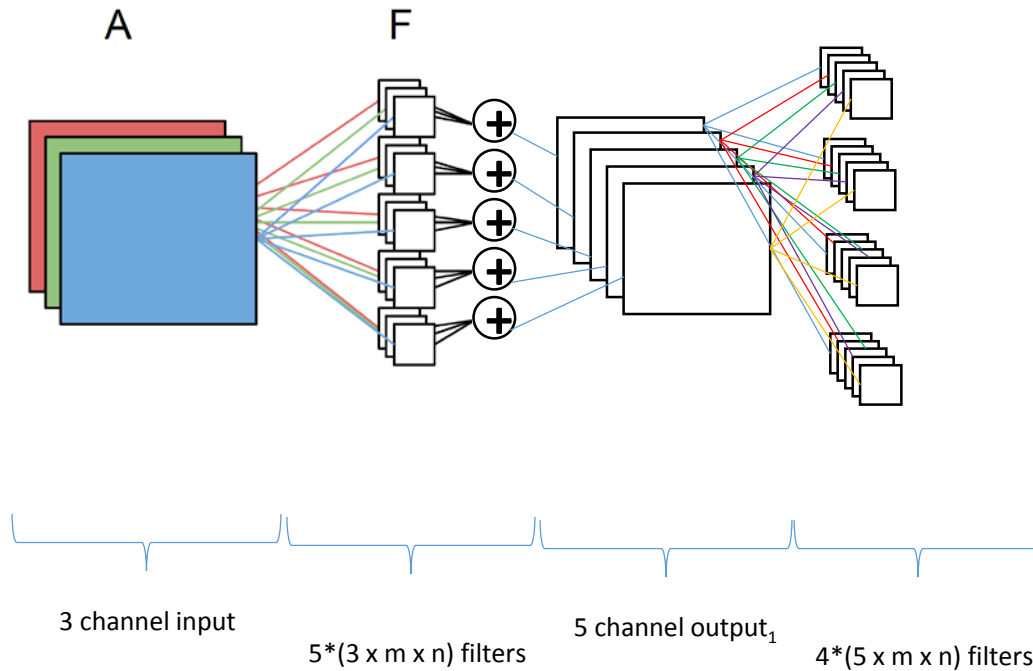 A
F
+
+
+
+
+
3 channel input
5*(3 x m x n) filters
5 channel output₁
4*(5 x m x n) filters